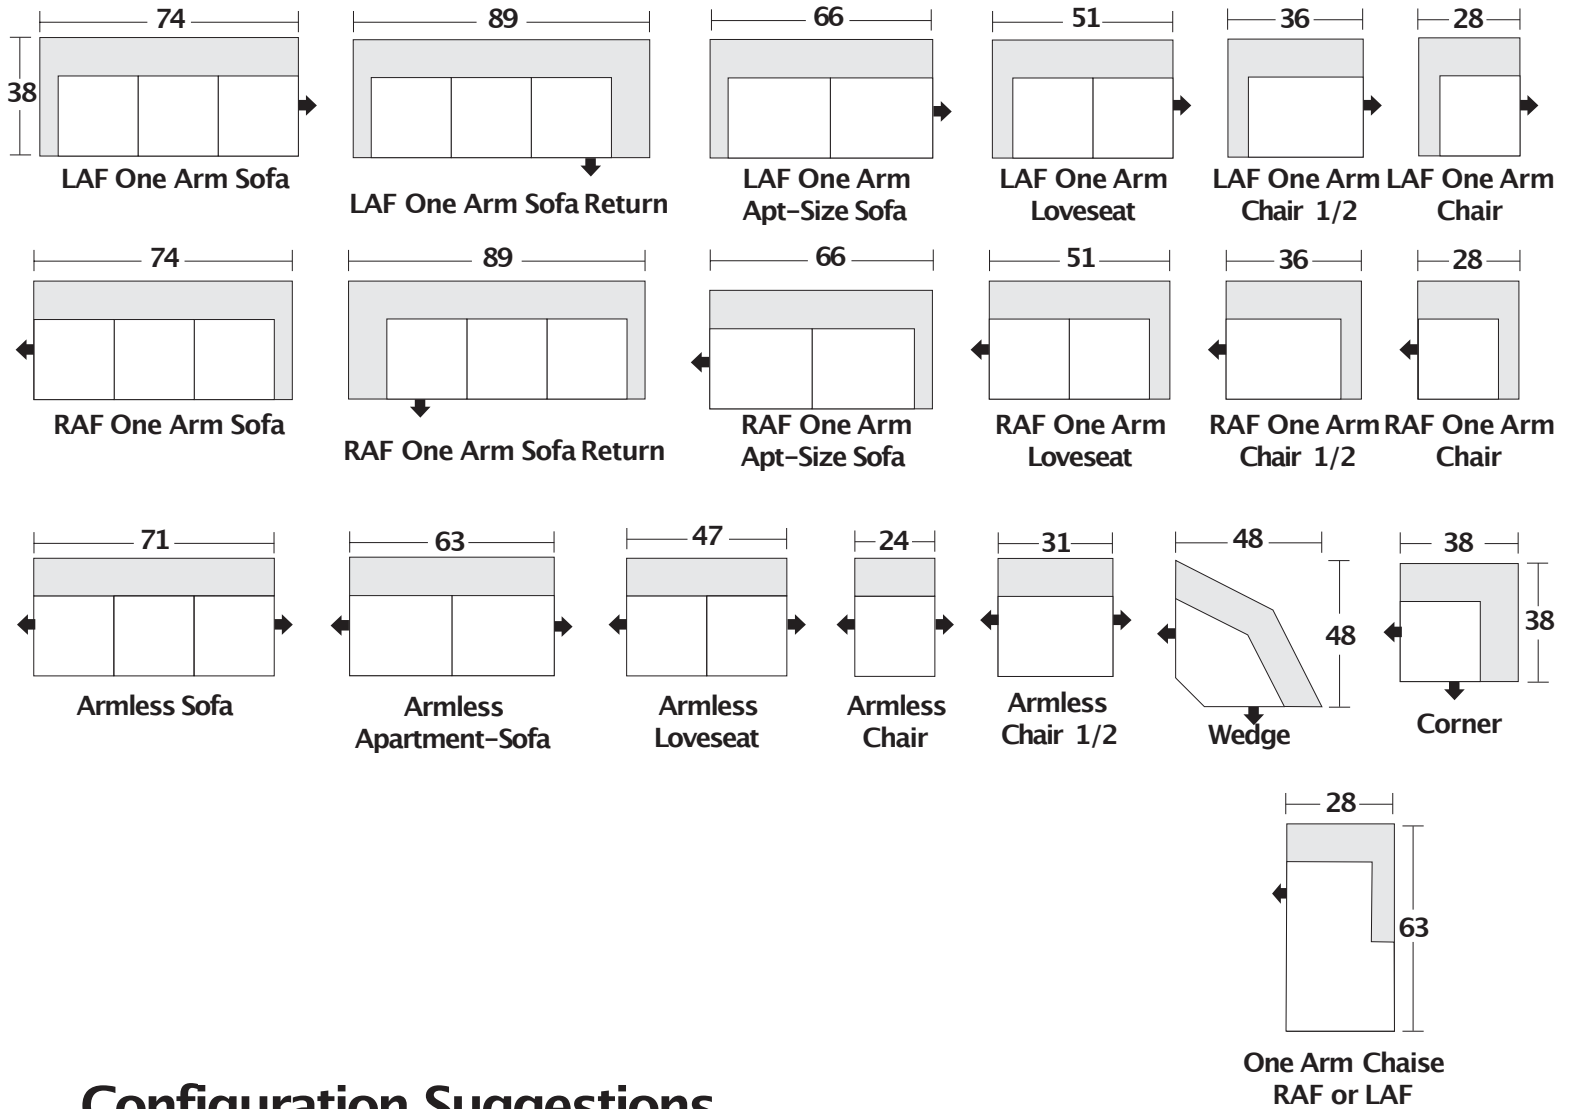 74 89 66 51 36 28
38
LAF One Arm Sofa
LAF One Arm Sofa Return
LAF One Arm
Apt-Size Sofa
LAF One Arm
Loveseat
LAF One Arm
Chair 1/2
LAF One Arm
Chair
74 89 66 51 36 28
RAF One Arm Sofa
RAF One Arm Sofa Return
RAF One Arm
Apt-Size Sofa
RAF One Arm
Loveseat
RAF One Arm
Chair 1/2
RAF One Arm
Chair
71 63 47 24 31 48 38
48
38
Armless Sofa
Armless
Apartment-Sofa
Armless
Loveseat
Armless
Chair
Armless
Chair 1/2
Wedge
Corner
28
63
One Arm Chaise
RAF or LAF
Configuration Suggestions